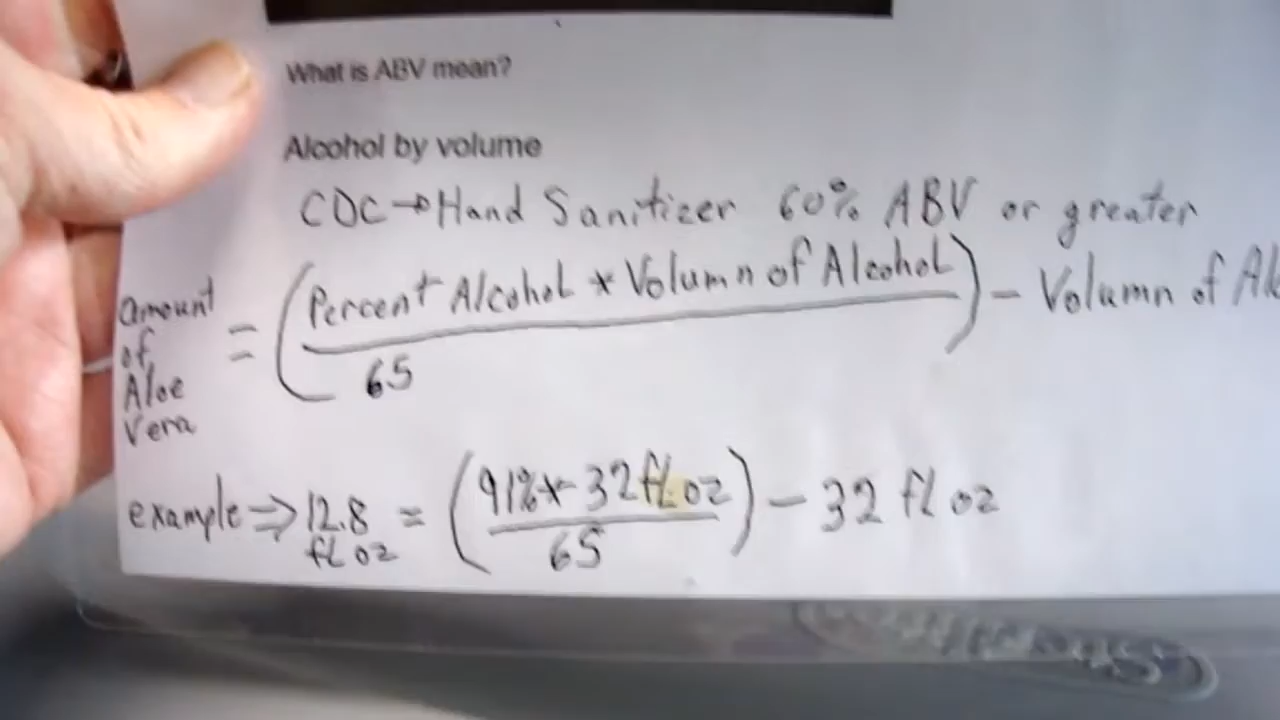 What is ABV mean?
Alcohol by volume
CDC → Hand Sanitizer 60% ABV or greater
Amount of Aloe Vera = (Percent Alcohol * Volumn of Alcohol / 65) - Volumn of Al
example ⇒ 12.8 fl oz = (91% * 32 fl oz / 65) - 32 fl oz